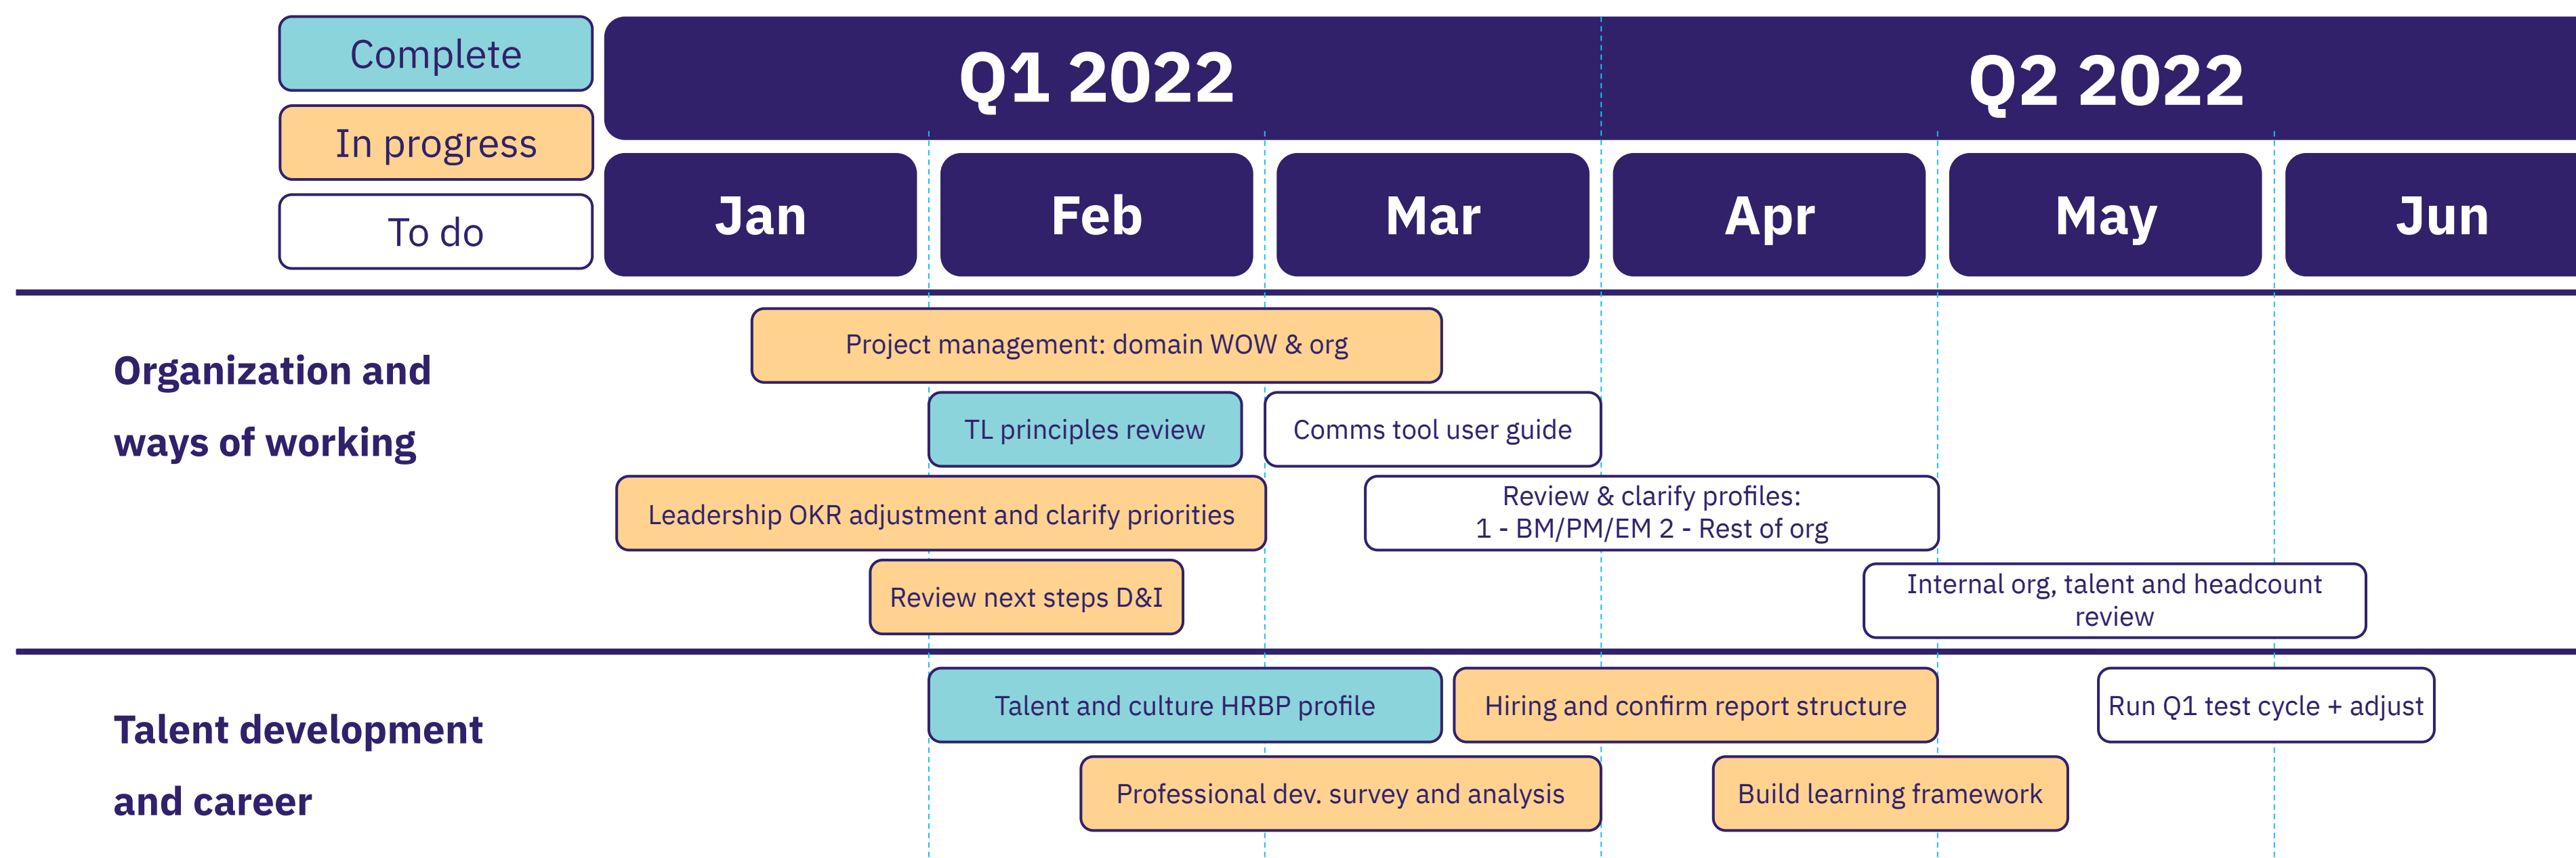 Complete
In progress
To do
Q1 2022
Q2 2022
Jan
Feb
Mar
Apr
May
Jun
Organization and
ways of working
Project management: domain WOW & org
TL principles review
Comms tool user guide
Leadership OKR adjustment and clarify priorities
Review & clarify profiles:
1 - BM/PM/EM 2 - Rest of org
Review next steps D&I
Internal org, talent and headcount
review
Talent development
and career
Talent and culture HRBP profile
Hiring and confirm report structure
Run Q1 test cycle + adjust
Professional dev. survey and analysis
Build learning framework